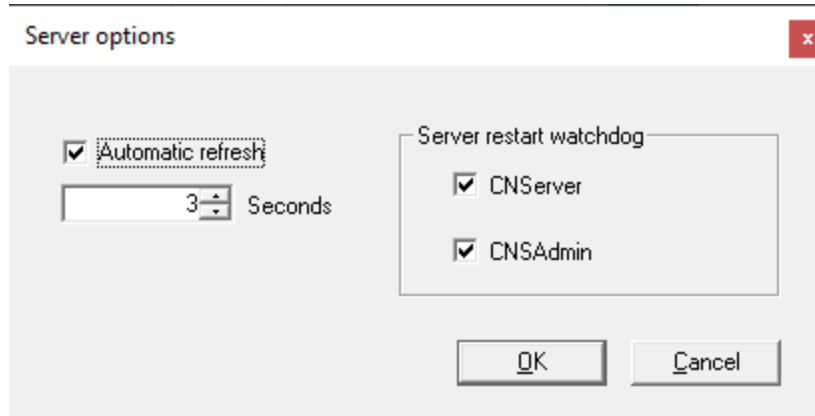 Server options
x
Automatic refresh
3 Seconds
Server restart watchdog
CNServer
CNSAdmin
OK
Cancel